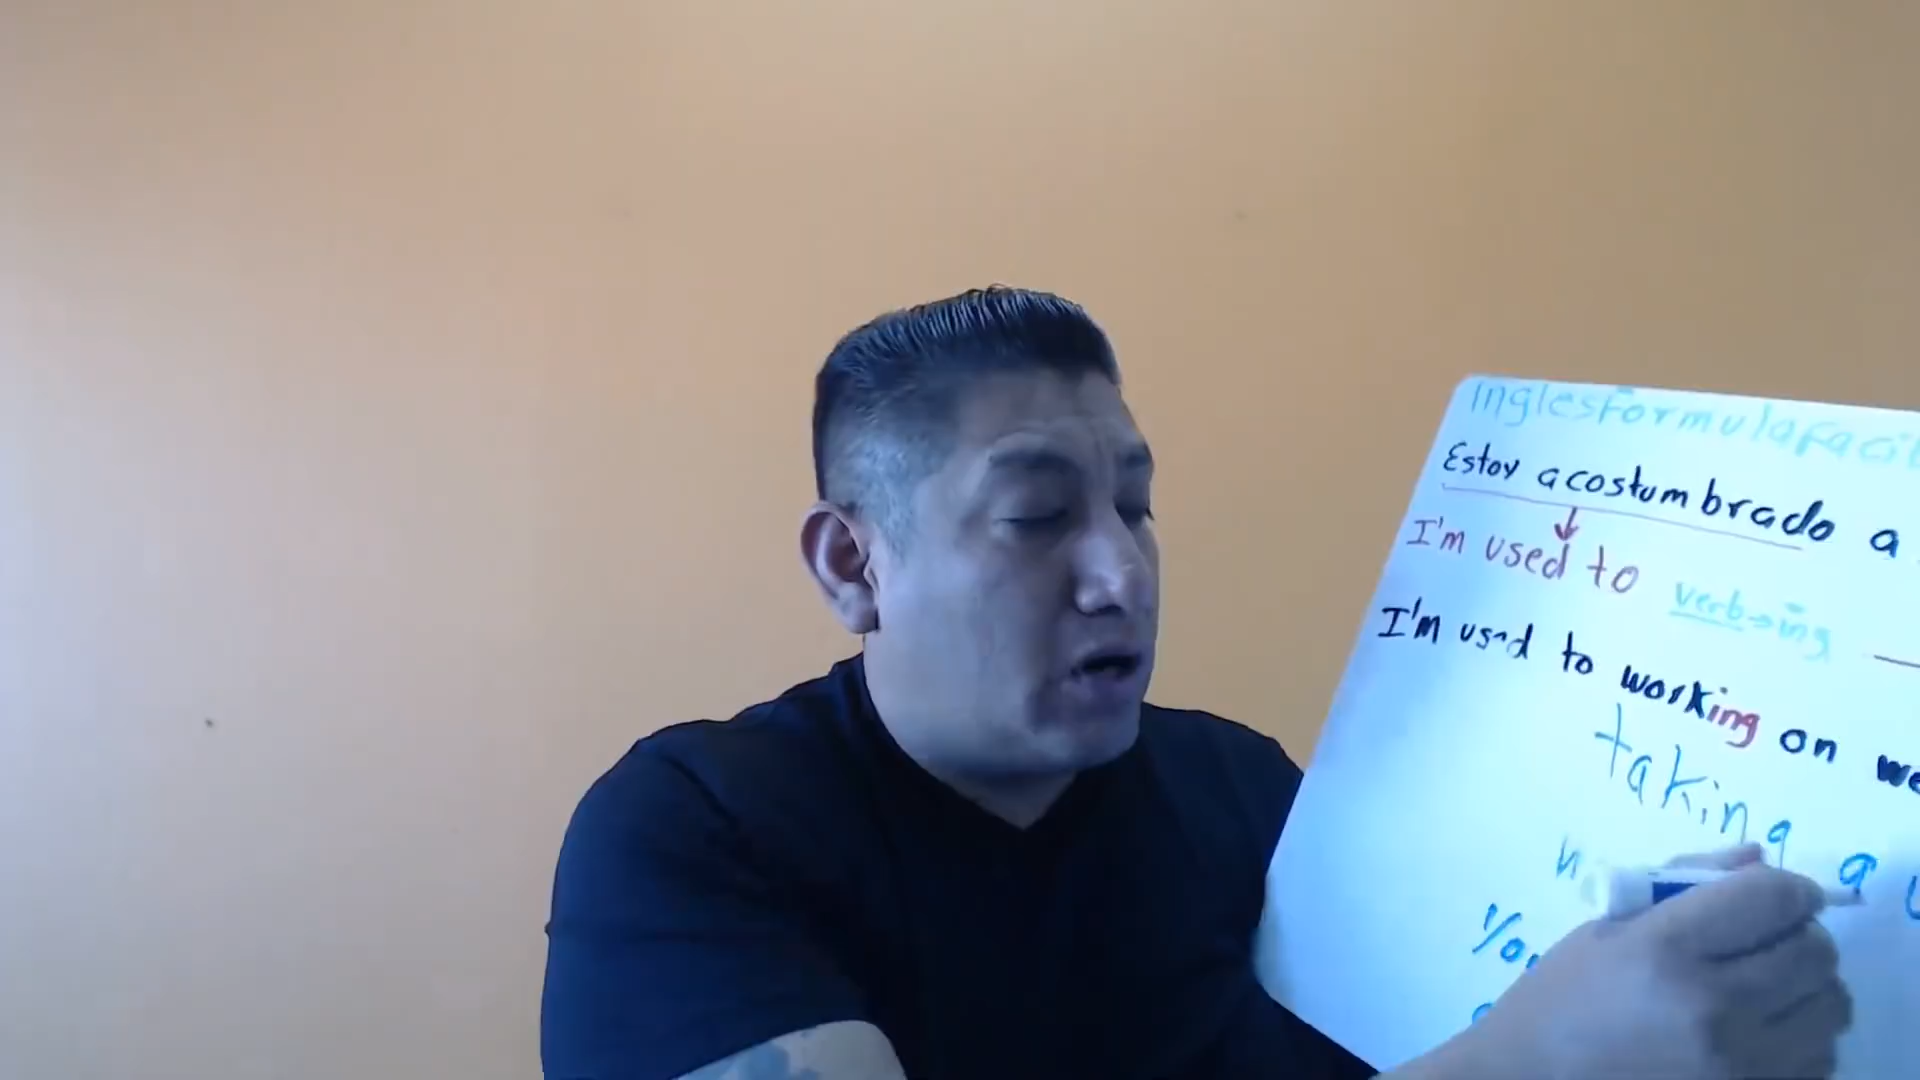 inglesformulafacil
Estoy acostumbrado a
I'm used to verb→ing
I'm used to working on we
taking a
You